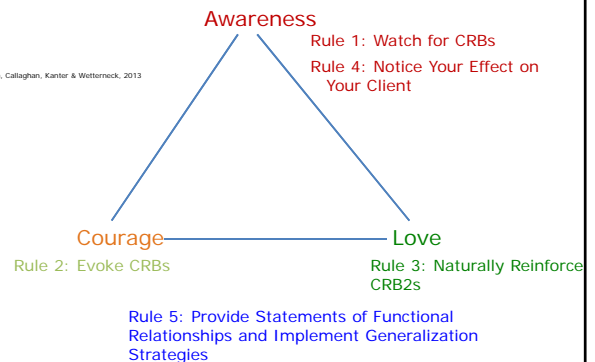 Awareness
Rule 1: Watch for CRBs
Rule 4: Notice Your Effect on
Your Client
, Callaghan, Kanter & Wetterneck, 2013
Courage
Love
Rule 2: Evoke CRBs
Rule 3: Naturally Reinforce
CRB2s
Rule 5: Provide Statements of Functional
Relationships and Implement Generalization
Strategies